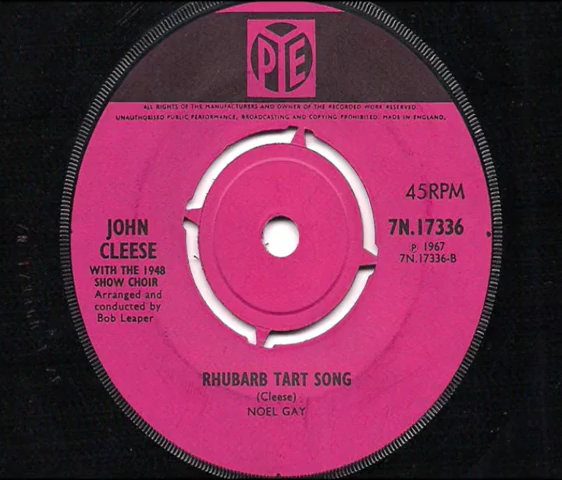 PYE
ALL RIGHTS OF THE MANUFACTURERS AND OWNER OF THE RECORDED WORK RESERVED
UNAUTHORISED PUBLIC PERFORMANCE, BROADCASTING AND COPYING PROHIBITED. MADE IN ENGLAND.
45RPM
7N.17336
℗ 1967
7N.17336-B
JOHN
CLEESE
WITH THE 1948
SHOW CHOIR
Arranged and
conducted by
Bob Leaper
RHUBARB TART SONG
(Cleese)
NOEL GAY